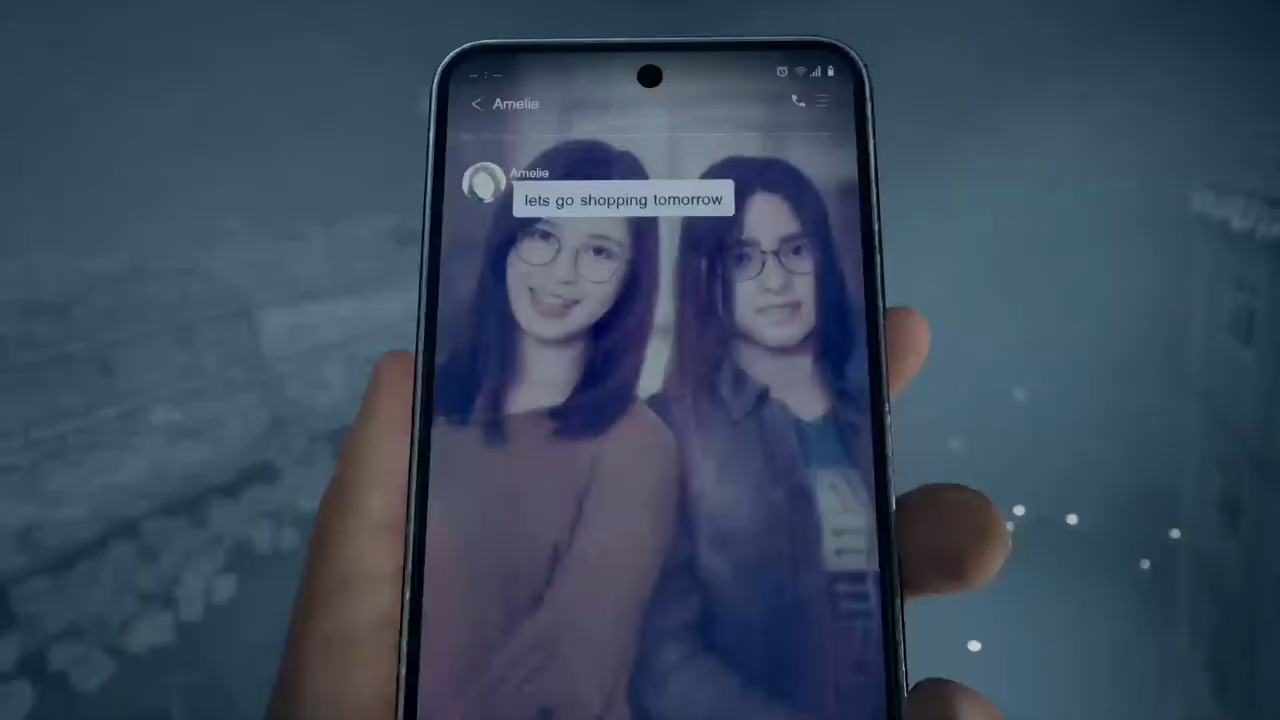 -- : --
Amelie
Amelie
lets go shopping tomorrow